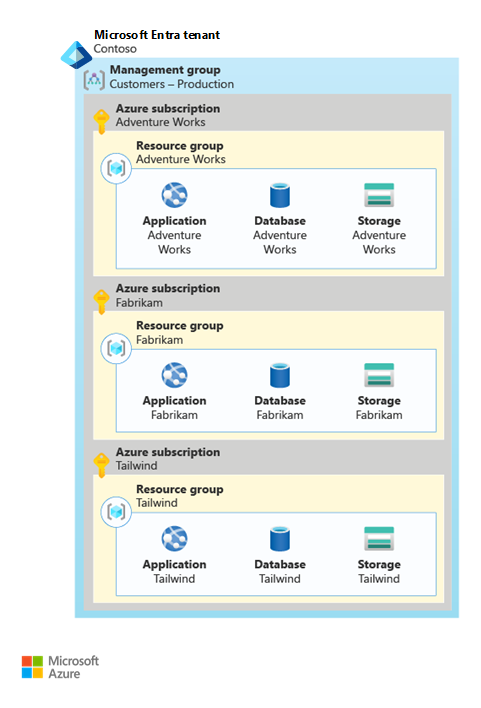 Microsoft Entra tenant
Contoso
Management group
Customers – Production
Azure subscription
Adventure Works
Resource group
Adventure Works
Application
Adventure
Works
Database
Adventure
Works
Storage
Adventure
Works
Azure subscription
Fabrikam
Resource group
Fabrikam
Application
Fabrikam
Database
Fabrikam
Storage
Fabrikam
Azure subscription
Tailwind
Resource group
Tailwind
Application
Tailwind
Database
Tailwind
Storage
Tailwind
Microsoft
Azure